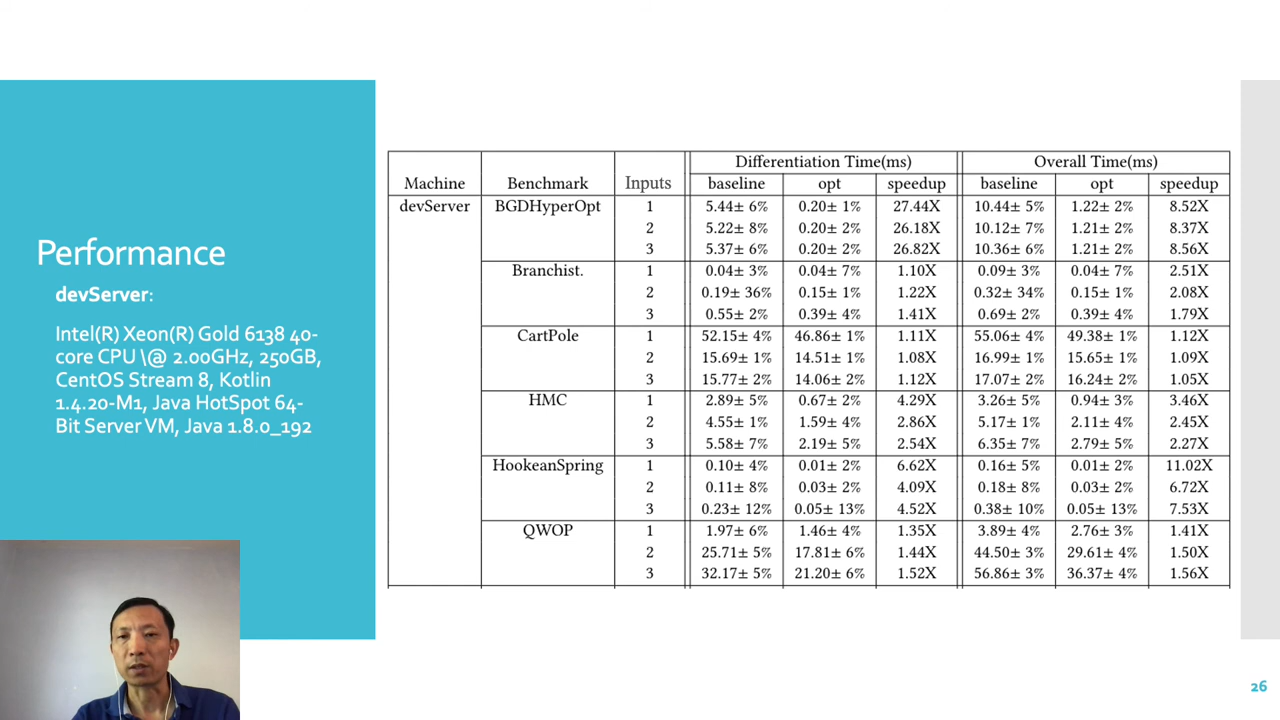 Performance
devServer:
Intel(R) Xeon(R) Gold 6138 40-
core CPU \@ 2.00GHz, 250GB,
CentOS Stream 8, Kotlin
1.4.20-M1, Java HotSpot 64-
Bit Server VM, Java 1.8.0_192
Differentiation Time(ms) Overall Time(ms)
Machine Benchmark Inputs baseline opt speedup baseline opt speedup
devServer BGDHyperOpt 1 5.44± 6% 0.20± 1% 27.44X 10.44± 5% 1.22± 2% 8.52X
2 5.22± 8% 0.20± 2% 26.18X 10.12± 7% 1.21± 2% 8.37X
3 5.37± 6% 0.20± 2% 26.82X 10.36± 6% 1.21± 2% 8.56X
Branchist. 1 0.04± 3% 0.04± 7% 1.10X 0.09± 3% 0.04± 7% 2.51X
2 0.19± 36% 0.15± 1% 1.22X 0.32± 34% 0.15± 1% 2.08X
3 0.55± 2% 0.39± 4% 1.41X 0.69± 2% 0.39± 4% 1.79X
CartPole 1 52.15± 4% 46.86± 1% 1.11X 55.06± 4% 49.38± 1% 1.12X
2 15.69± 1% 14.51± 1% 1.08X 16.99± 1% 15.65± 1% 1.09X
3 15.77± 2% 14.06± 2% 1.12X 17.07± 2% 16.24± 2% 1.05X
HMC 1 2.89± 5% 0.67± 2% 4.29X 3.26± 5% 0.94± 3% 3.46X
2 4.55± 1% 1.59± 4% 2.86X 5.17± 1% 2.11± 4% 2.45X
3 5.58± 7% 2.19± 5% 2.54X 6.35± 7% 2.79± 5% 2.27X
HookeanSpring 1 0.10± 4% 0.01± 2% 6.62X 0.16± 5% 0.01± 2% 11.02X
2 0.11± 8% 0.03± 2% 4.09X 0.18± 8% 0.03± 2% 6.72X
3 0.23± 12% 0.05± 13% 4.52X 0.38± 10% 0.05± 13% 7.53X
QWOP 1 1.97± 6% 1.46± 4% 1.35X 3.89± 4% 2.76± 3% 1.41X
2 25.71± 5% 17.81± 6% 1.44X 44.50± 3% 29.61± 4% 1.50X
3 32.17± 5% 21.20± 6% 1.52X 56.86± 3% 36.37± 4% 1.56X
26